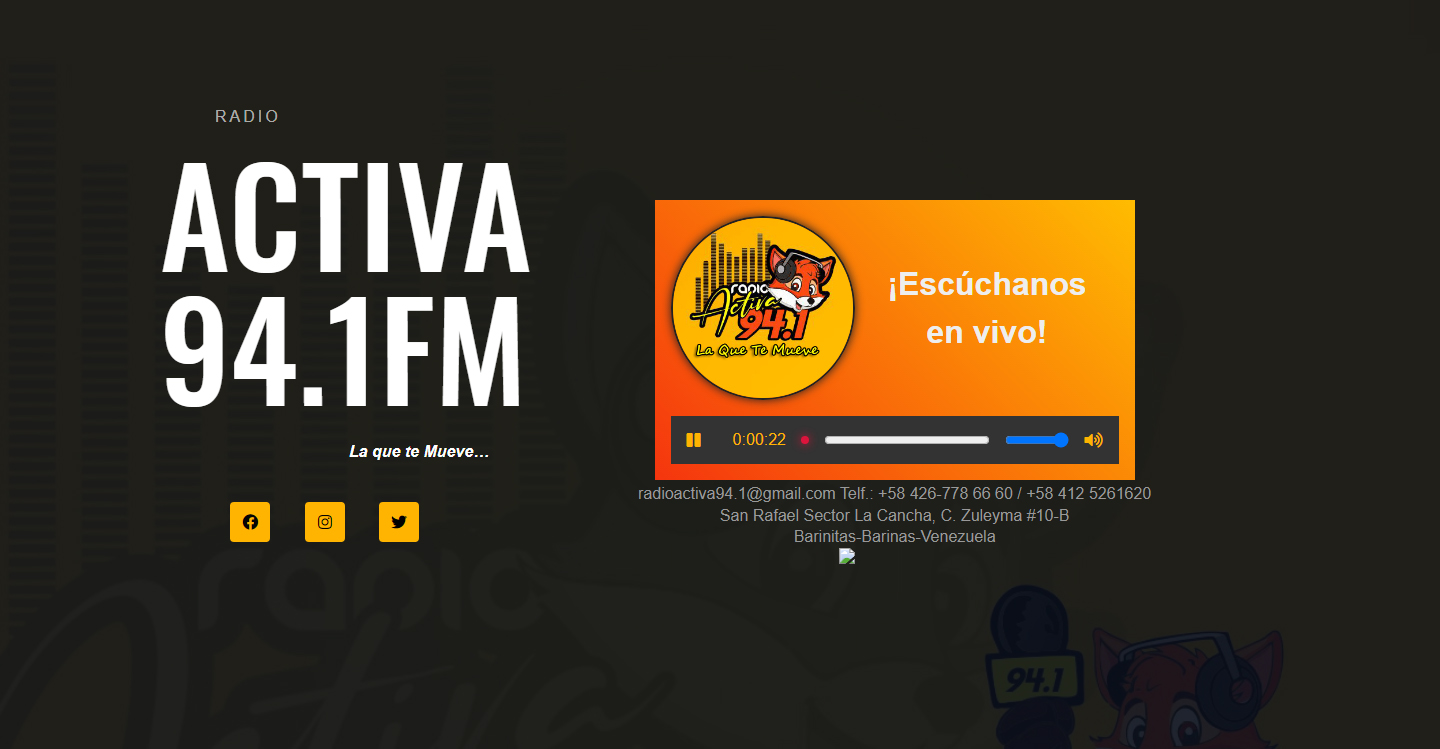 RADIO
ACTIVA
94.1FM
La que te Mueve...
RADIO
Activa
94.1
La Que Te Mueve
¡Escúchanos
en vivo!
0:00:22
radioactiva94.1@gmail.com Telf.: +58 426-778 66 60 / +58 412 5261620
San Rafael Sector La Cancha, C. Zuleyma #10-B
Barinitas-Barinas-Venezuela
RADIO
Activa
94.1